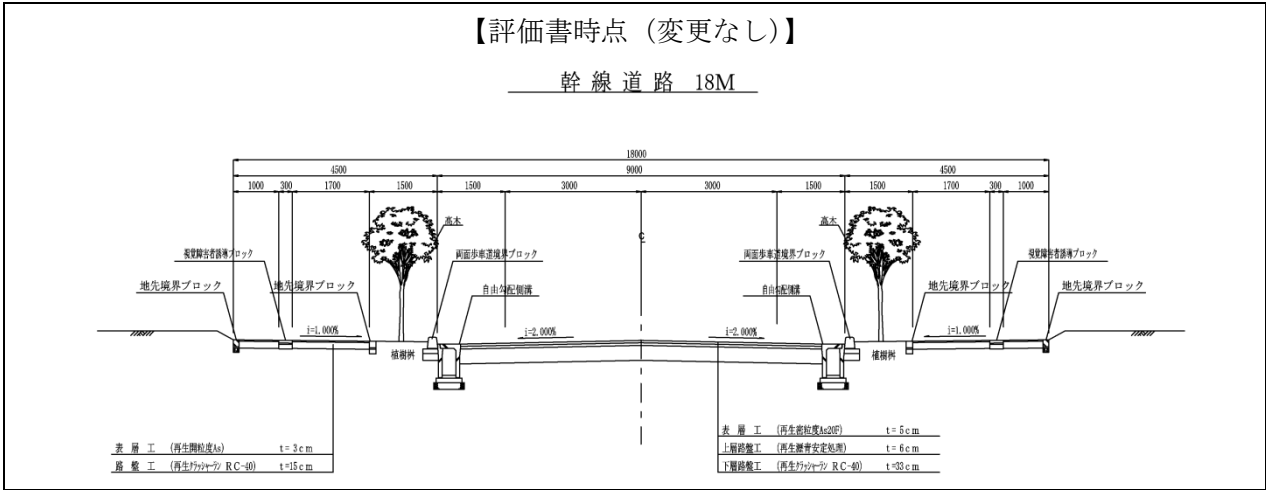 【評価書時点（変更なし）】
幹線道路 18M
18000
4500 9000 4500
1000 300 1700 1500 1500 3000 3000 1500 1500 1700 300 1000
高木 高木
視覚障害者誘導ブロック 両面歩車道境界ブロック 両面歩車道境界ブロック 視覚障害者誘導ブロック
地先境界ブロック 地先境界ブロック 自由勾配側溝 自由勾配側溝 地先境界ブロック 地先境界ブロック
i=1.000% i=2.000% i=2.000% i=1.000%
植樹桝 植樹桝
表層工 (再生開粒度As) t=3cm
路盤工 (再生クラッシャーラン RC-40) t=15cm
表層工 (再生密粒度As20F) t=5cm
上層路盤工 (再生瀝青安定処理) t=6cm
下層路盤工 (再生クラッシャーラン RC-40) t=33cm